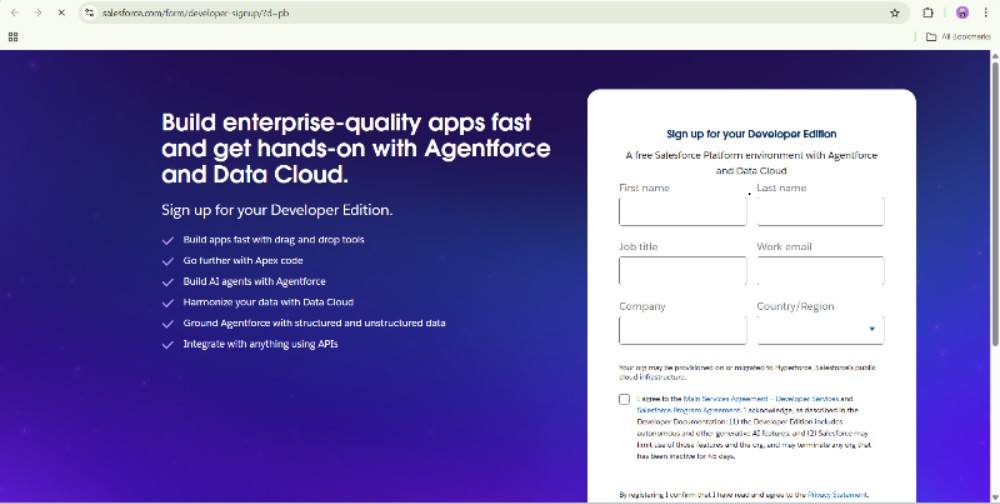 salesforce.com/form/developer-signup/?d=pb
All Bookmarks
Build enterprise-quality apps fast
and get hands-on with Agentforce
and Data Cloud.
Sign up for your Developer Edition.
Build apps fast with drag and drop tools
Go further with Apex code
Build AI agents with Agentforce
Harmonize your data with Data Cloud
Ground Agentforce with structured and unstructured data
Integrate with anything using APIs
Sign up for your Developer Edition
A free Salesforce Platform environment with Agentforce
and Data Cloud
First name Last name
Job title Work email
Company Country/Region
Your org may be provisioned on or migrated to Hyperforce, Salesforce's public
cloud infrastructure.
I agree to the Main Services Agreement – Developer Services and
Salesforce Program Agreement. I acknowledge, as described in the
Developer Documentation: (1) the Developer Edition includes
autonomous and other generative AI features; and (2) Salesforce may
limit use of those features and the org, and may terminate any org that
has been inactive for 45 days.
By registering I confirm that I have read and agree to the Privacy Statement.